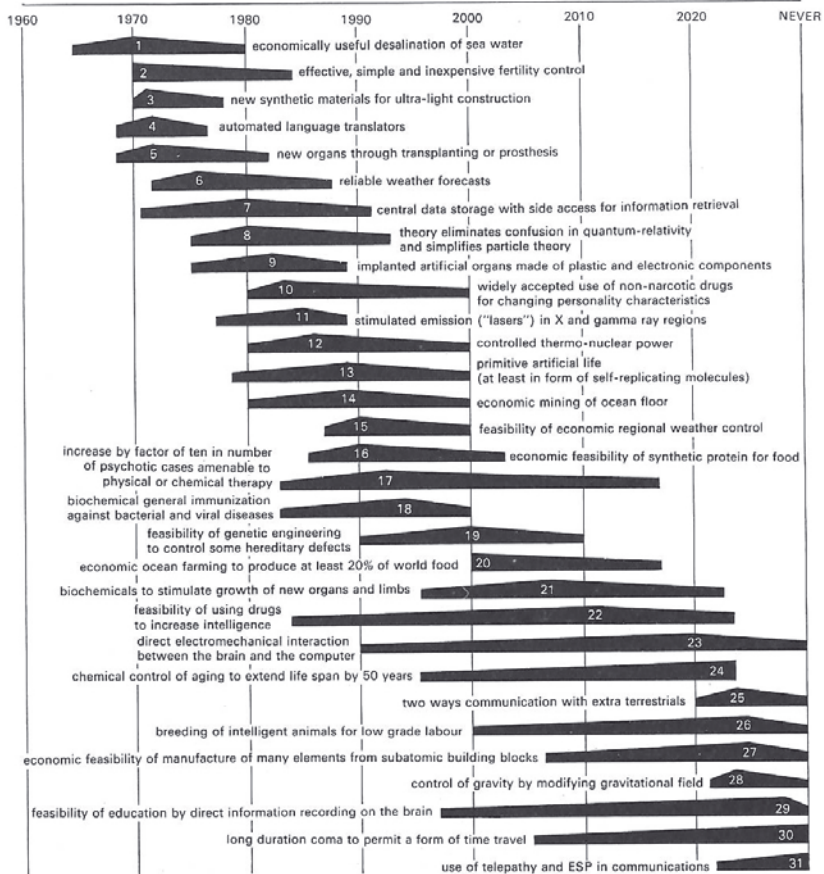 1960 1970 1980 1990 2000 2010 2020 NEVER
1 economically useful desalination of sea water
2 effective, simple and inexpensive fertility control
3 new synthetic materials for ultra-light construction
4 automated language translators
5 new organs through transplanting or prosthesis
6 reliable weather forecasts
7 central data storage with side access for information retrieval
8 theory eliminates confusion in quantum-relativity
and simplifies particle theory
9 implanted artificial organs made of plastic and electronic components
10 widely accepted use of non-narcotic drugs
for changing personality characteristics
11 stimulated emission ("lasers") in X and gamma ray regions
12 controlled thermo-nuclear power
13 primitive artificial life
(at least in form of self-replicating molecules)
14 economic mining of ocean floor
15 feasibility of economic regional weather control
16 economic feasibility of synthetic protein for food
increase by factor of ten in number
of psychotic cases amenable to
physical or chemical therapy 17
biochemical general immunization
against bacterial and viral diseases 18
feasibility of genetic engineering
to control some hereditary defects 19
economic ocean farming to produce at least 20% of world food 20
biochemicals to stimulate growth of new organs and limbs 21
feasibility of using drugs
to increase intelligence 22
direct electromechanical interaction
between the brain and the computer 23
chemical control of aging to extend life span by 50 years 24
two ways communication with extra terrestrials 25
breeding of intelligent animals for low grade labour 26
economic feasibility of manufacture of many elements from subatomic building blocks 27
control of gravity by modifying gravitational field 28
feasibility of education by direct information recording on the brain 29
long duration coma to permit a form of time travel 30
use of telepathy and ESP in communications 31